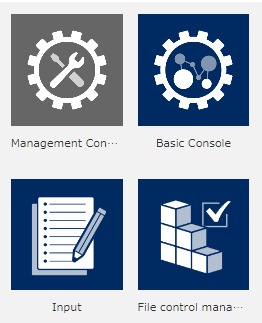 Management Con···
Basic Console
Input
File control mana···